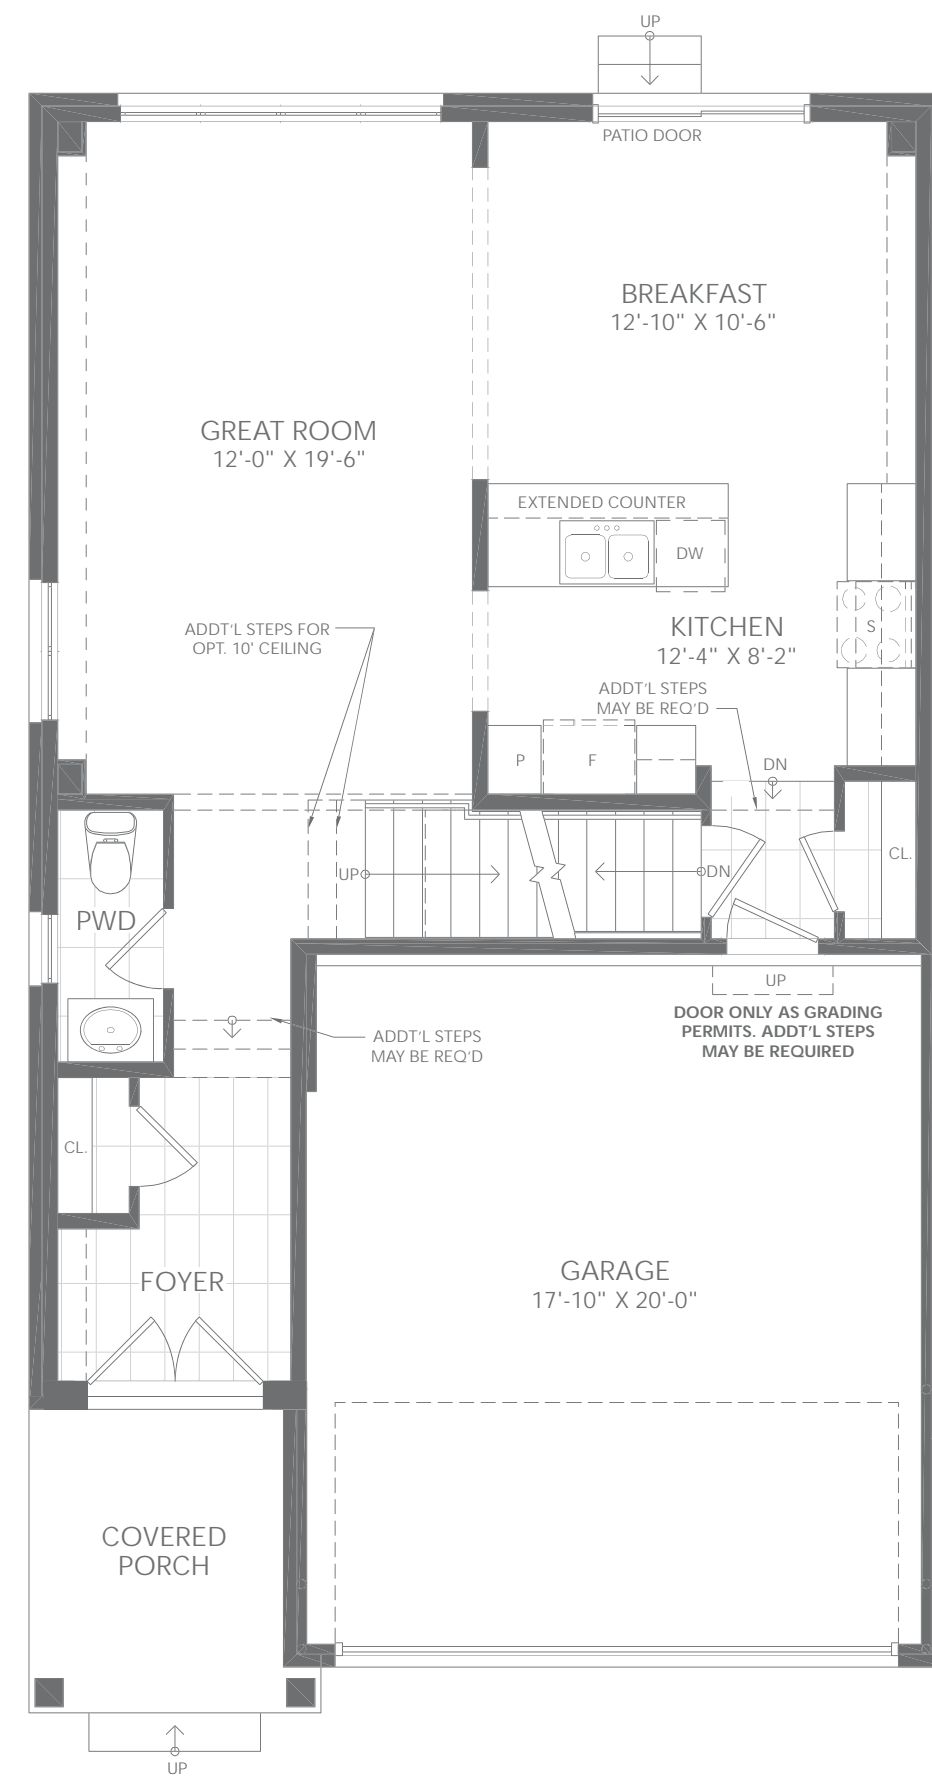 UP
PATIO DOOR
BREAKFAST
12'-10" X 10'-6"
GREAT ROOM
12'-0" X 19'-6"
EXTENDED COUNTER
DW
ADDT'L STEPS FOR
OPT. 10' CEILING
KITCHEN
12'-4" X 8'-2"
S
ADDT'L STEPS
MAY BE REQ'D
P
F
DN
CL.
UP
DN
PWD
UP
DOOR ONLY AS GRADING
PERMITS. ADDT'L STEPS
MAY BE REQUIRED
ADDT'L STEPS
MAY BE REQ'D
CL.
FOYER
GARAGE
17'-10" X 20'-0"
COVERED
PORCH
UP